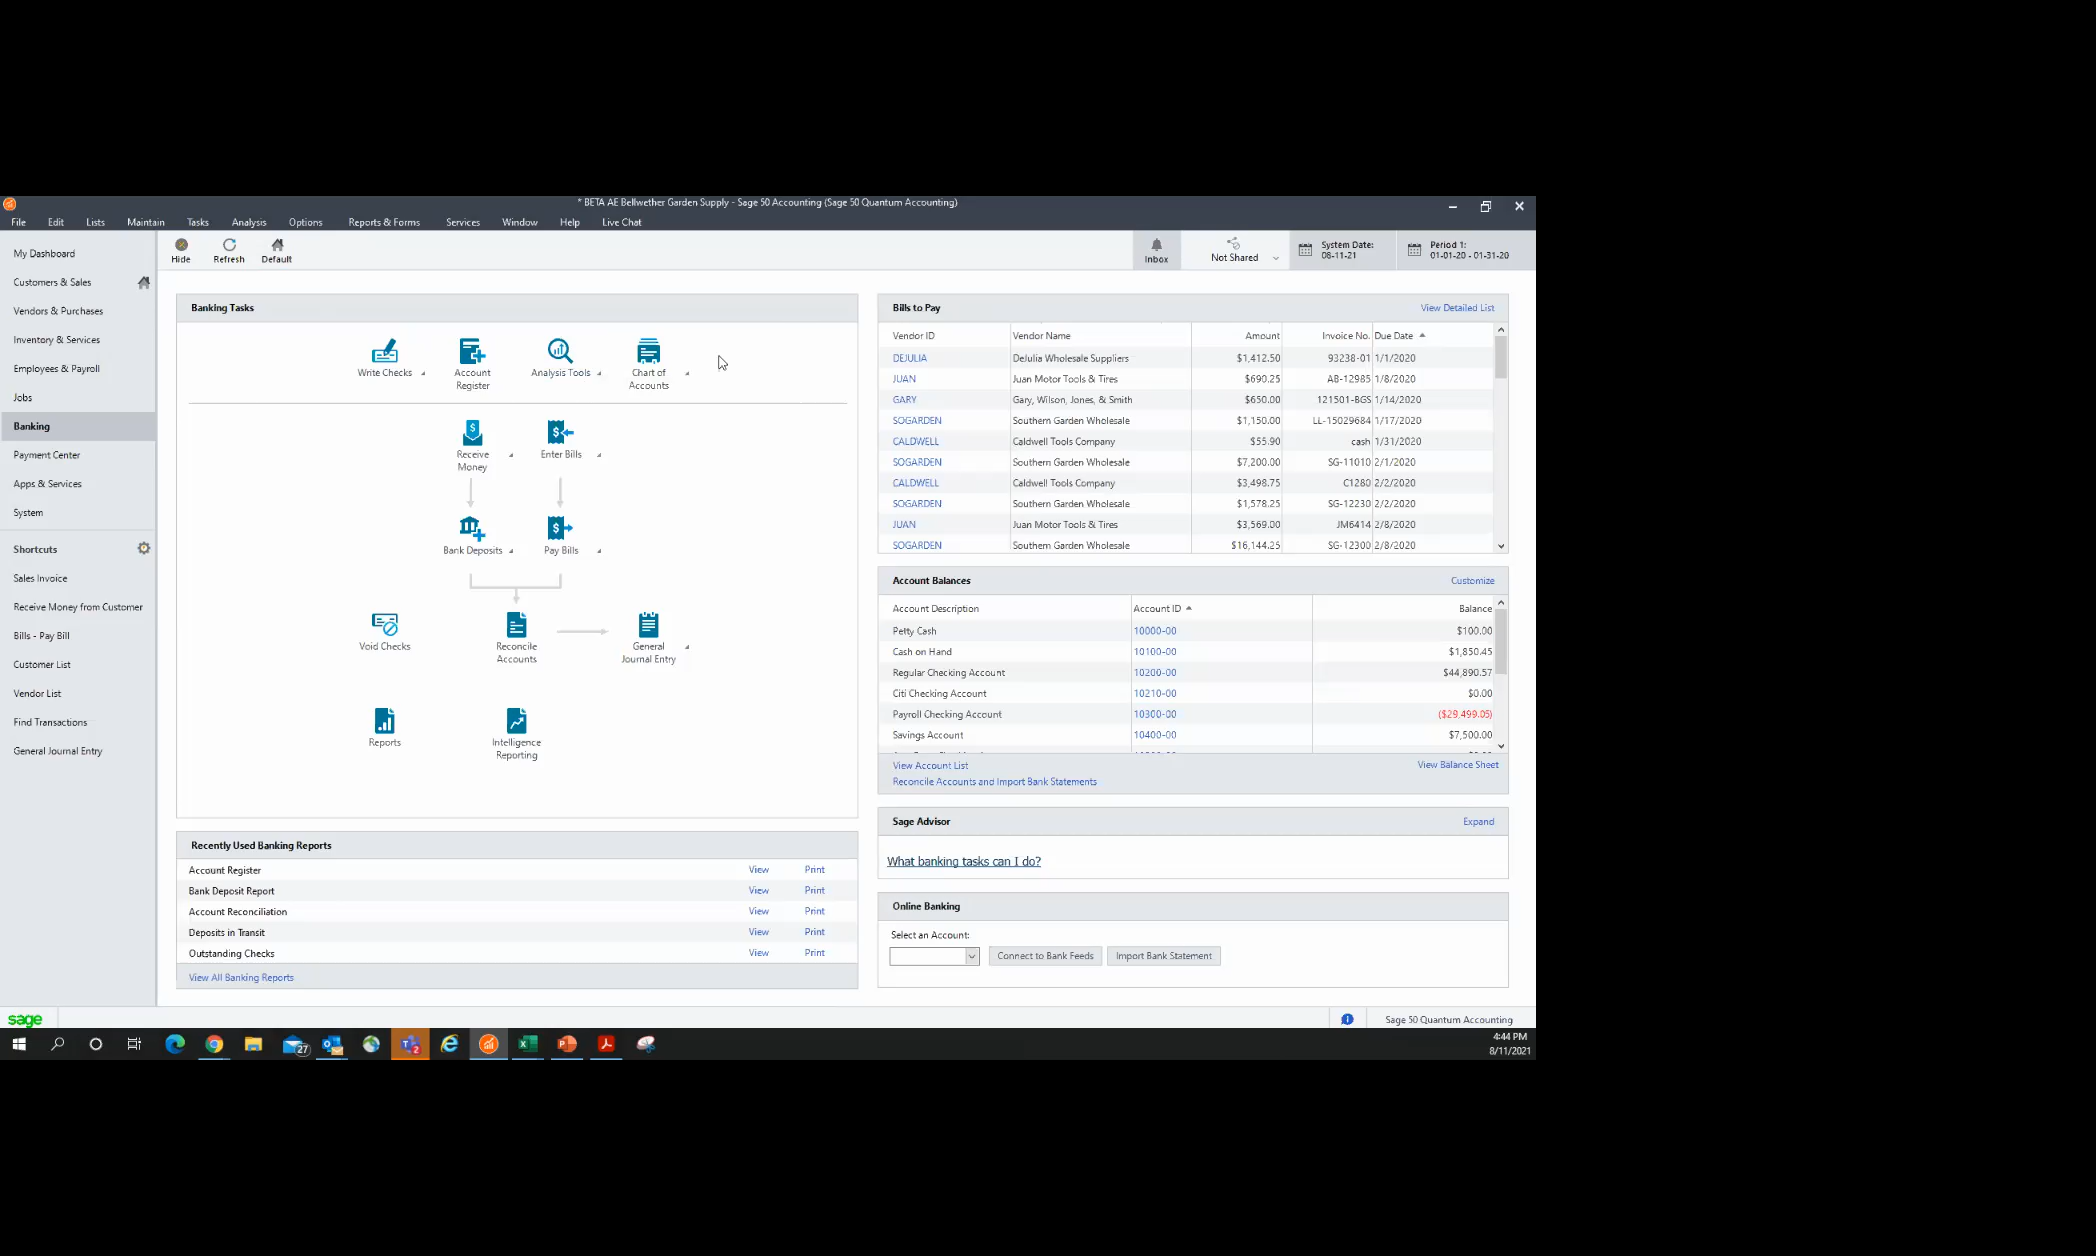 * BETA AE Bellwether Garden Supply - Sage 50 Accounting (Sage 50 Quantum Accounting)
File Edit Lists Maintain Tasks Analysis Options Reports & Forms Services Window Help Live Chat
Hide Refresh Default
Inbox
Not Shared
System Date:
08-11-21
Period 1:
01-01-20 - 01-31-20
My Dashboard
Customers & Sales
Vendors & Purchases
Inventory & Services
Employees & Payroll
Jobs
Banking
Payment Center
Apps & Services
System
Shortcuts
Sales Invoice
Receive Money from Customer
Bills - Pay Bill
Customer List
Vendor List
Find Transactions
General Journal Entry
Banking Tasks
Write Checks
Account
Register
Analysis Tools
Chart of
Accounts
Receive
Money
Enter Bills
Bank Deposits
Pay Bills
Void Checks
Reconcile
Accounts
General
Journal Entry
Reports
Intelligence
Reporting
Recently Used Banking Reports
Account Register View Print
Bank Deposit Report View Print
Account Reconciliation View Print
Deposits in Transit View Print
Outstanding Checks View Print
View All Banking Reports
Bills to Pay View Detailed List
Vendor ID Vendor Name Amount Invoice No. Due Date
DEJULIA DeJulia Wholesale Suppliers $1,412.50 93238-01 1/1/2020
JUAN Juan Motor Tools & Tires $690.25 AB-12985 1/8/2020
GARY Gary, Wilson, Jones, & Smith $650.00 121501-BGS 1/14/2020
SOGARDEN Southern Garden Wholesale $1,150.00 LL-15029684 1/17/2020
CALDWELL Caldwell Tools Company $55.90 cash 1/31/2020
SOGARDEN Southern Garden Wholesale $7,200.00 SG-11010 2/1/2020
CALDWELL Caldwell Tools Company $3,498.75 C1280 2/2/2020
SOGARDEN Southern Garden Wholesale $1,578.25 SG-12230 2/2/2020
JUAN Juan Motor Tools & Tires $3,569.00 JM6414 2/8/2020
SOGARDEN Southern Garden Wholesale $16,144.25 SG-12300 2/8/2020
Account Balances Customize
Account Description Account ID Balance
Petty Cash 10000-00 $100.00
Cash on Hand 10100-00 $1,850.45
Regular Checking Account 10200-00 $44,890.57
Citi Checking Account 10210-00 $0.00
Payroll Checking Account 10300-00 ($29,499.05)
Savings Account 10400-00 $7,500.00
View Account List View Balance Sheet
Reconcile Accounts and Import Bank Statements
Sage Advisor Expand
What banking tasks can I do?
Online Banking
Select an Account:
Connect to Bank Feeds Import Bank Statement
sage
Sage 50 Quantum Accounting
27
2
4:44 PM
8/11/2021